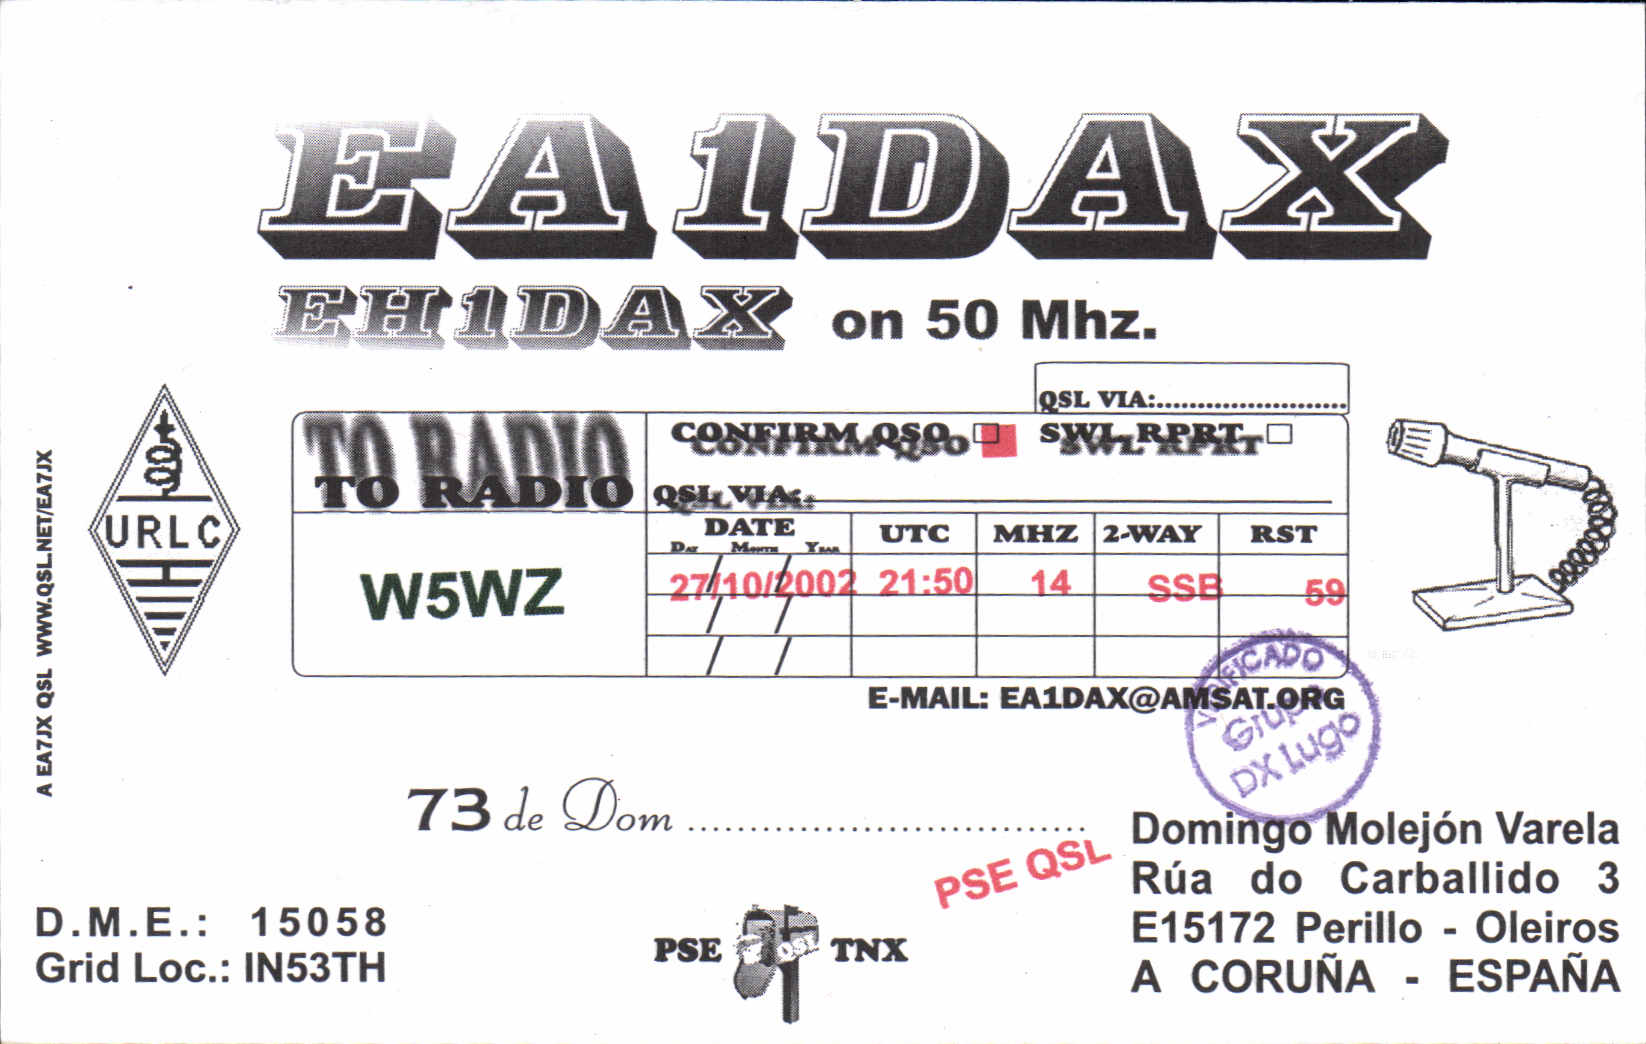 EA1DAX
EH1DAX on 50 Mhz.
QSL VIA:.......................
TO RADIO
CONFIRM QSO SWL RPRT
QSL VIA:
DATE UTC MHZ 2-WAY RST
DAY MONTH YEAR
W5WZ
27/10/2002 21:50 14 SSB 59
/ /
/ /
URLC
A EA7JX QSL WWW.QSL.NET/EA7JX
E-MAIL: EA1DAX@AMSAT.ORG
VERIFICADO
Grupo
DX Lugo
73 de Dom ................................
PSE QSL
Domingo Molejón Varela
Rúa do Carballido 3
E15172 Perillo - Oleiros
A CORUÑA - ESPAÑA
D.M.E.: 15058
Grid Loc.: IN53TH
PSE QSL TNX